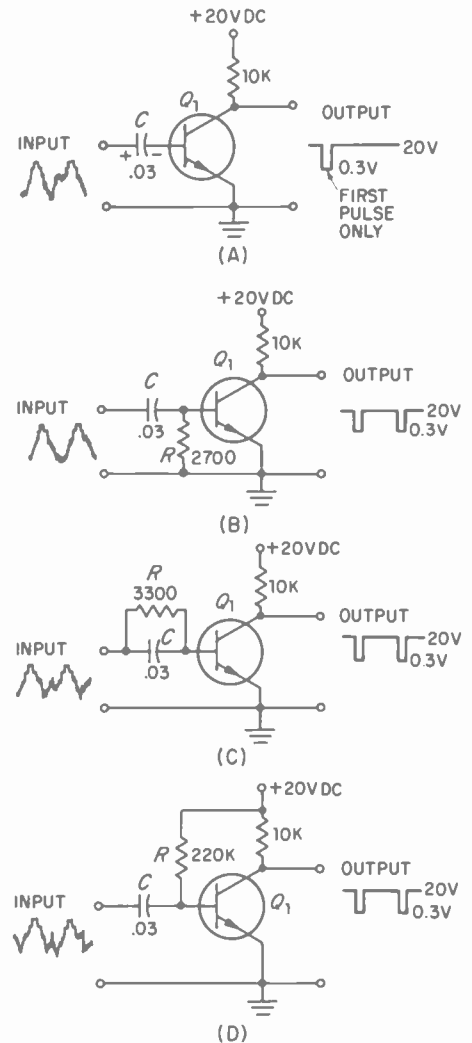 +20VDC
10K
Q1
C
+ -
.03
INPUT
OUTPUT
20V
0.3V
FIRST
PULSE
ONLY
(A)
+20VDC
10K
Q1
C
.03
R 2700
INPUT
OUTPUT
20V
0.3V
(B)
+20VDC
10K
R
3300
Q1
C
.03
INPUT
OUTPUT
20V
0.3V
(C)
+20VDC
10K
R 220K
C
.03
Q1
INPUT
OUTPUT
20V
0.3V
(D)